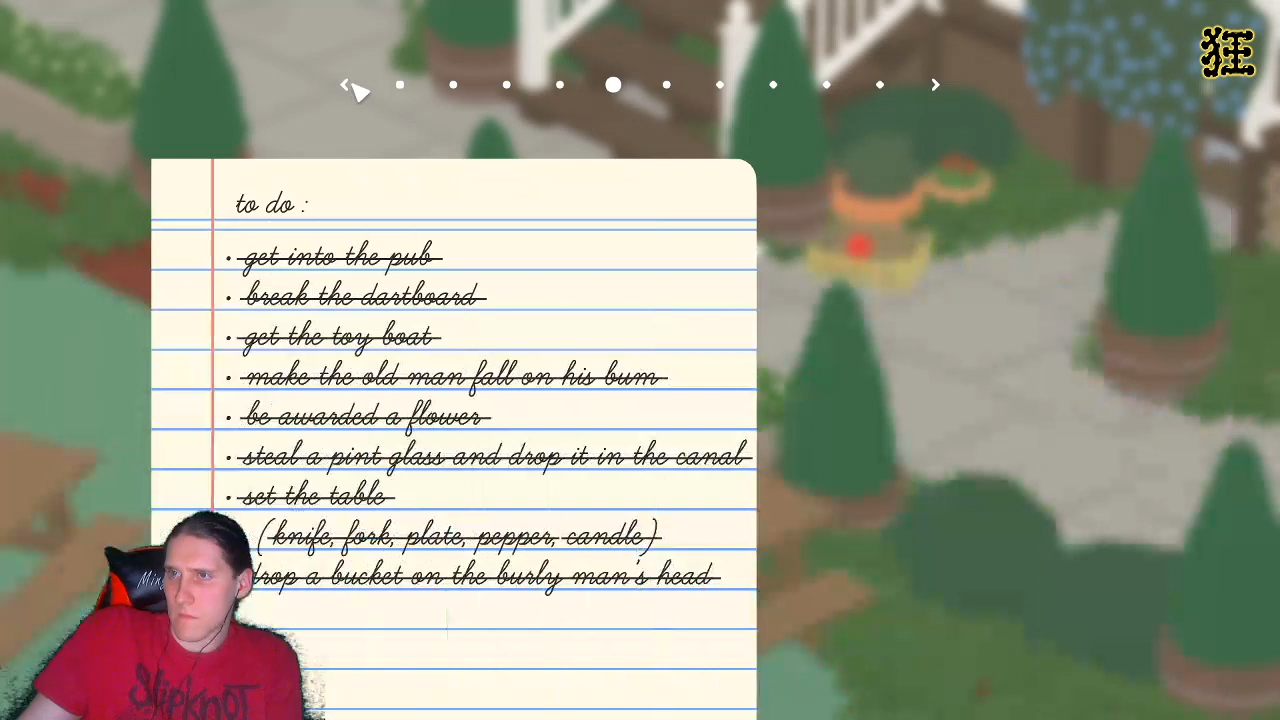 狂
to do :
• get into the pub
• break the dartboard
• get the toy boat
• make the old man fall on his bum
• be awarded a flower
• steal a pint glass and drop it in the canal
• set the table
(knife, fork, plate, pepper, candle)
drop a bucket on the burly man's head
SlipKnoT